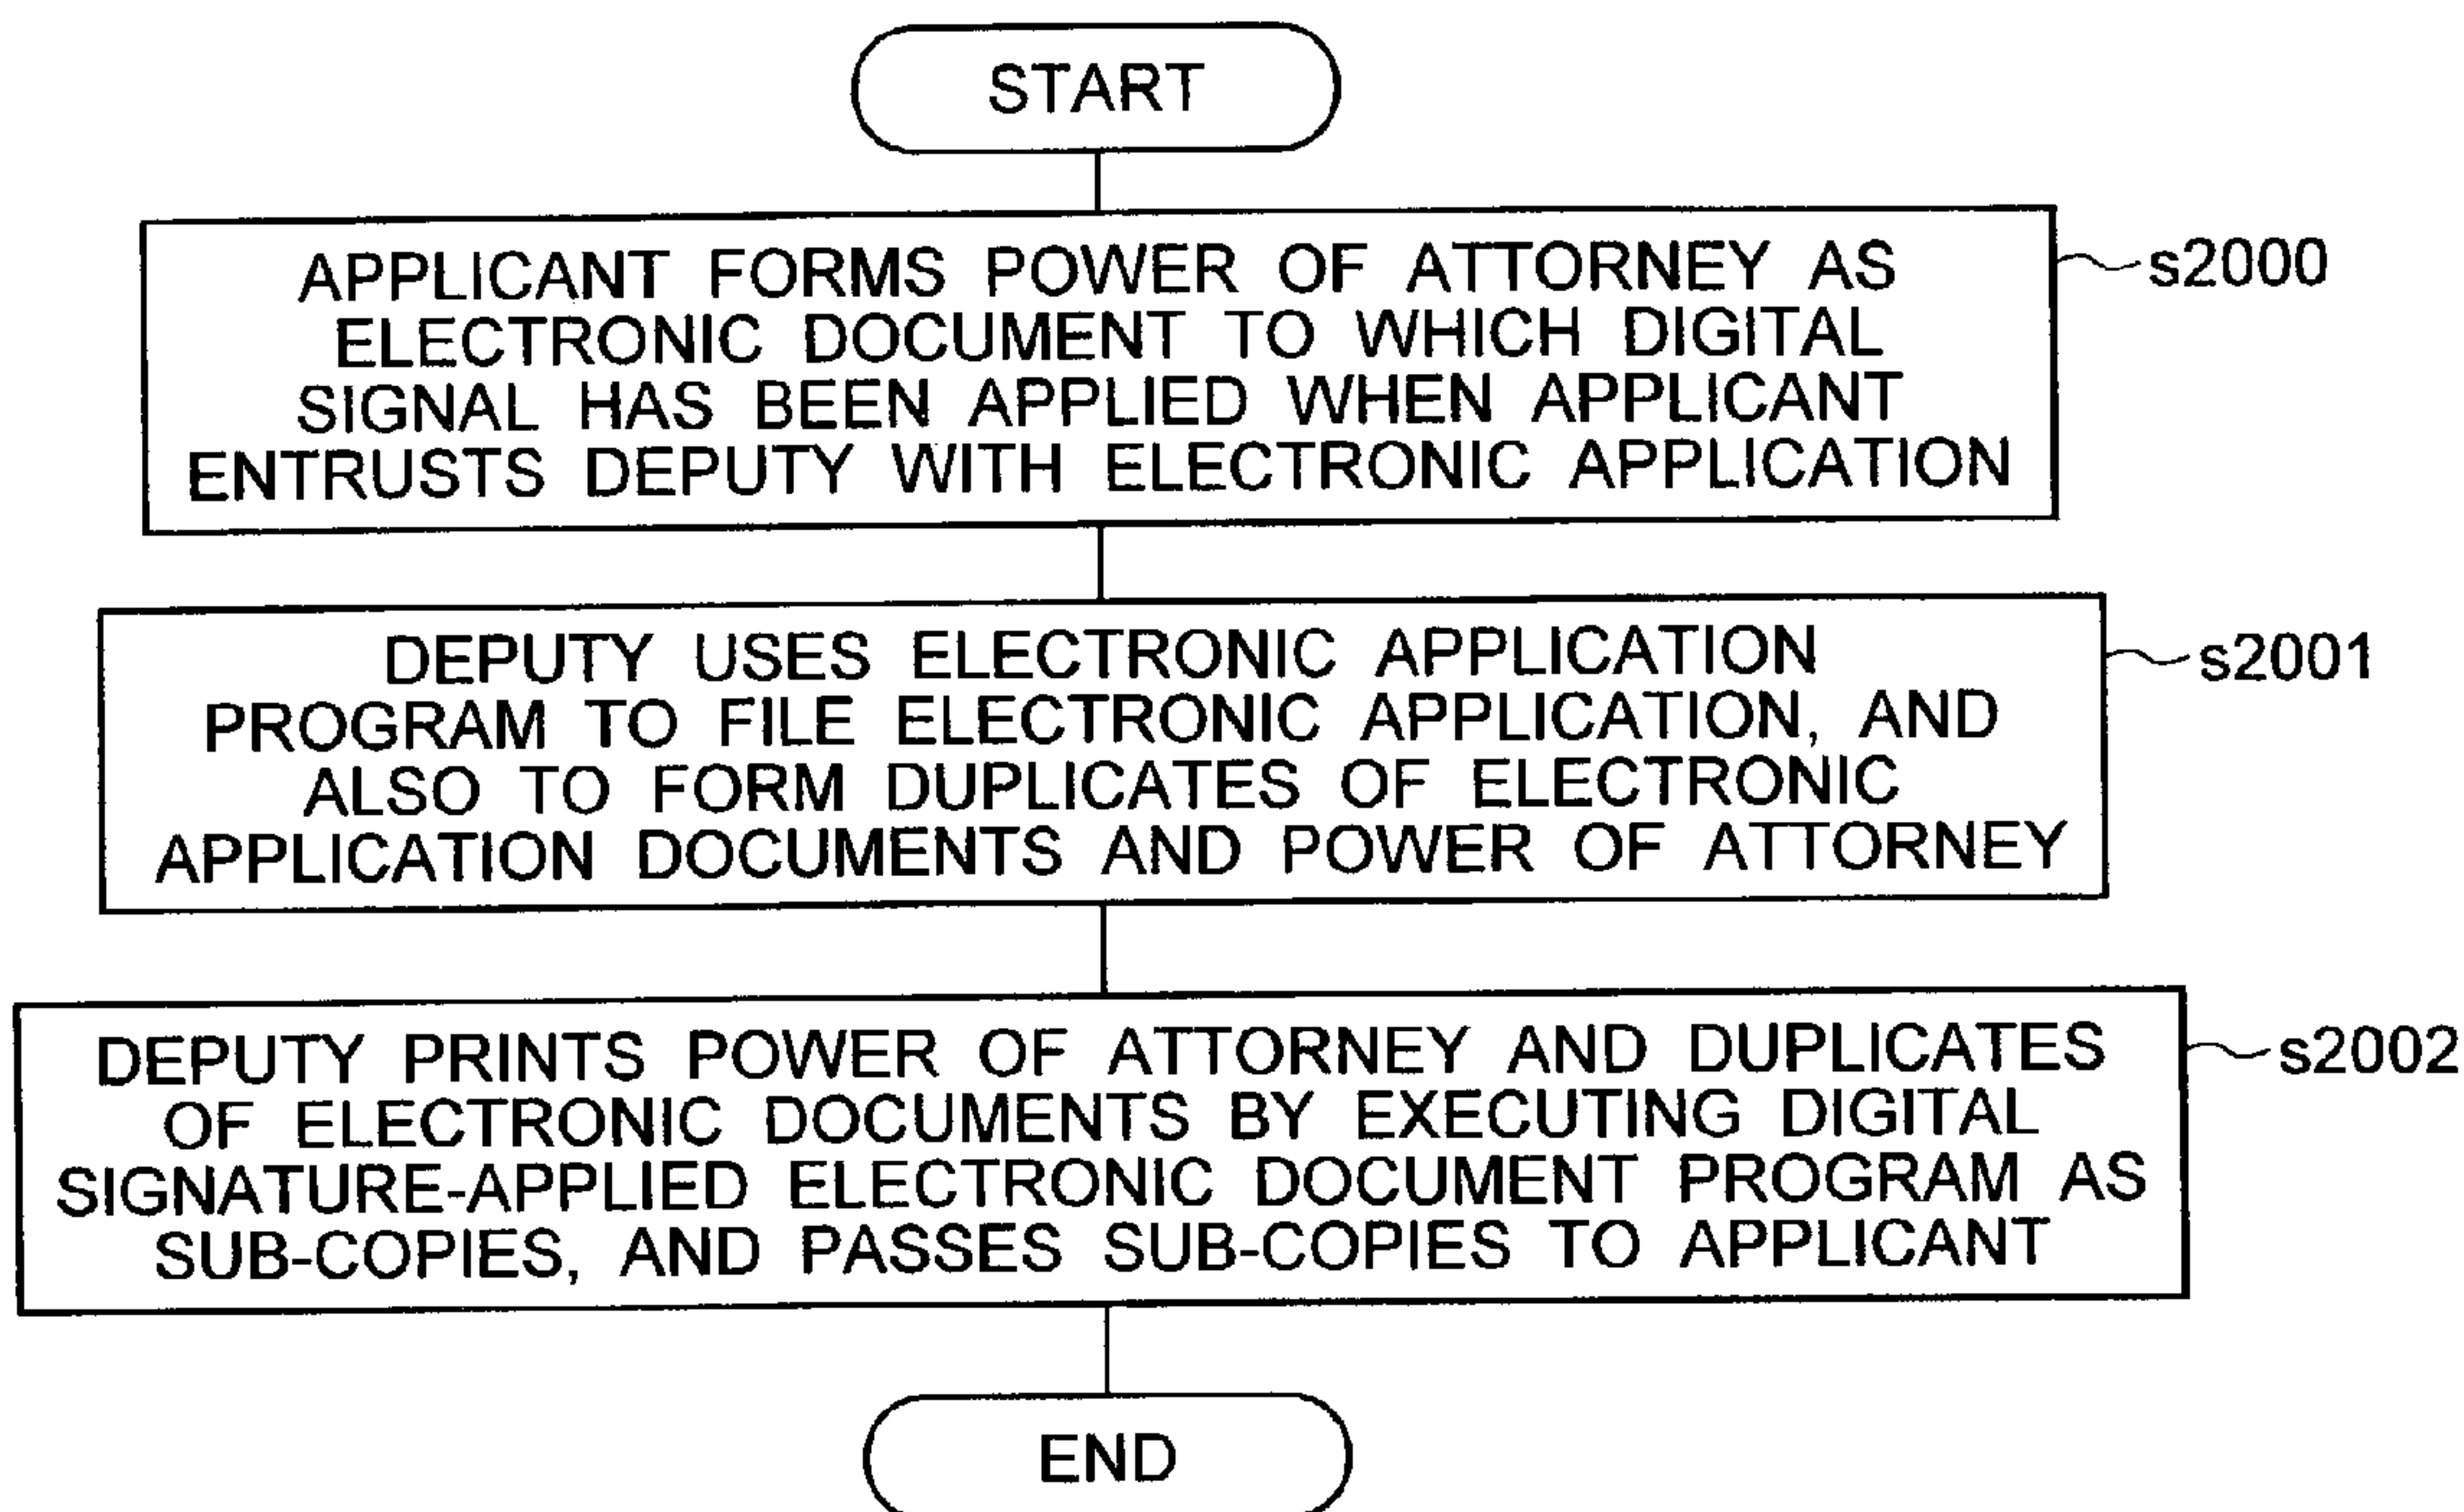 START
APPLICANT FORMS POWER OF ATTORNEY AS
ELECTRONIC DOCUMENT TO WHICH DIGITAL
SIGNAL HAS BEEN APPLIED WHEN APPLICANT
ENTRUSTS DEPUTY WITH ELECTRONIC APPLICATION
s2000
DEPUTY USES ELECTRONIC APPLICATION
PROGRAM TO FILE ELECTRONIC APPLICATION, AND
ALSO TO FORM DUPLICATES OF ELECTRONIC
APPLICATION DOCUMENTS AND POWER OF ATTORNEY
s2001
DEPUTY PRINTS POWER OF ATTORNEY AND DUPLICATES
OF ELECTRONIC DOCUMENTS BY EXECUTING DIGITAL
SIGNATURE-APPLIED ELECTRONIC DOCUMENT PROGRAM AS
SUB-COPIES, AND PASSES SUB-COPIES TO APPLICANT
s2002
END